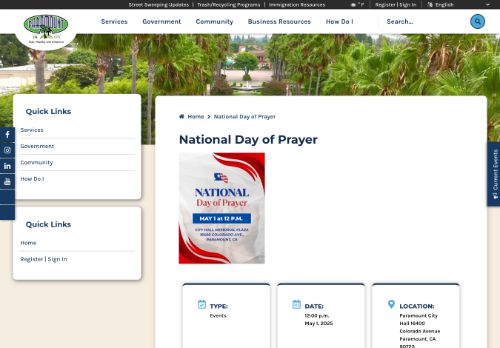 Street Sweeping Updates | Trash/Recycling Programs | Immigration Resources
° F | Register | Sign In | English
PARAMOUNT
Services Government Community Business Resources How Do I Search...
Quick Links
Services
Government
Community
How Do I
Quick Links
Home
Register | Sign In
Home > National Day of Prayer
National Day of Prayer
NATIONAL
Day of Prayer
MAY 1 at 12 P.M.
CITY HALL MEMORIAL PLAZA
16400 COLORADO AVE.,
PARAMOUNT, CA
TYPE:
Events
DATE:
12:00 p.m.
May 1, 2025
LOCATION:
Paramount City
Hall 16400
Colorado Avenue
Paramount, CA
90723
Current Events